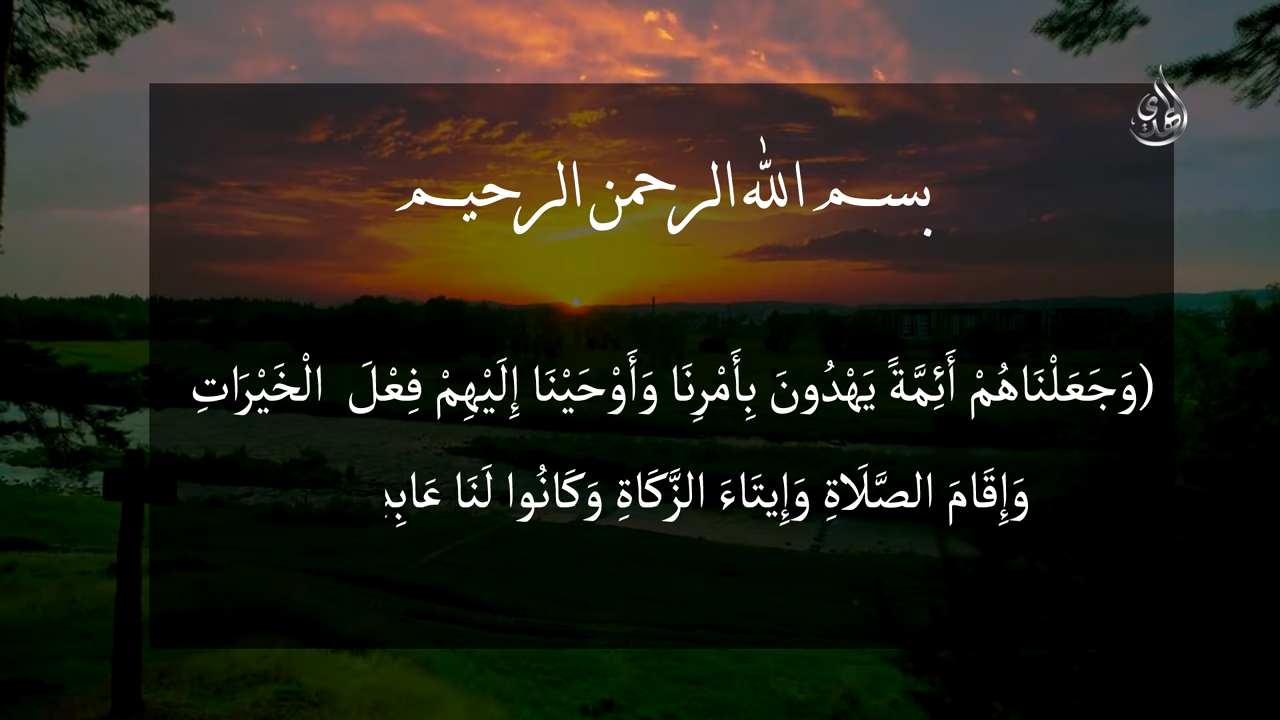 بسم الله الرحمن الرحيم
(وَجَعَلْنَاهُمْ أَئِمَّةً يَهْدُونَ بِأَمْرِنَا وَأَوْحَيْنَا إِلَيْهِمْ فِعْلَ الْخَيْرَاتِ
وَإِقَامَ الصَّلَاةِ وَإِيتَاءَ الزَّكَاةِ وَكَانُوا لَنَا